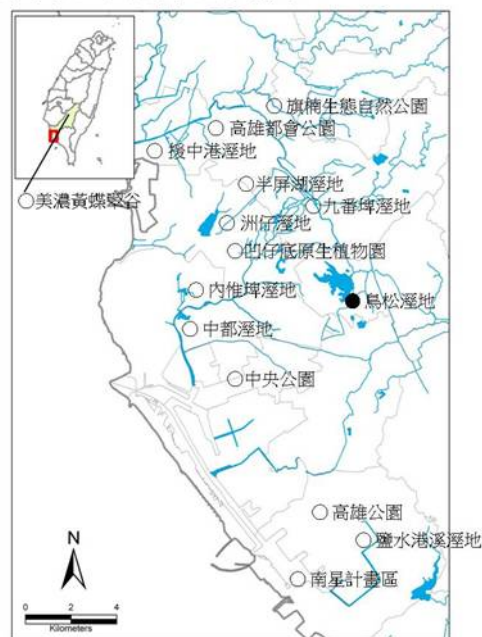 旗楠生態自然公園
高雄都會公園
援中港溼地
半屏湖溼地
○美濃黃蝶翠谷
九番埤溼地
洲仔溼地
凹仔底原生植物園
內惟埤溼地
鳥松溼地
中都溼地
中央公園
高雄公園
鹽水港溪溼地
南星計畫區
N
0 2 4
Kilometers